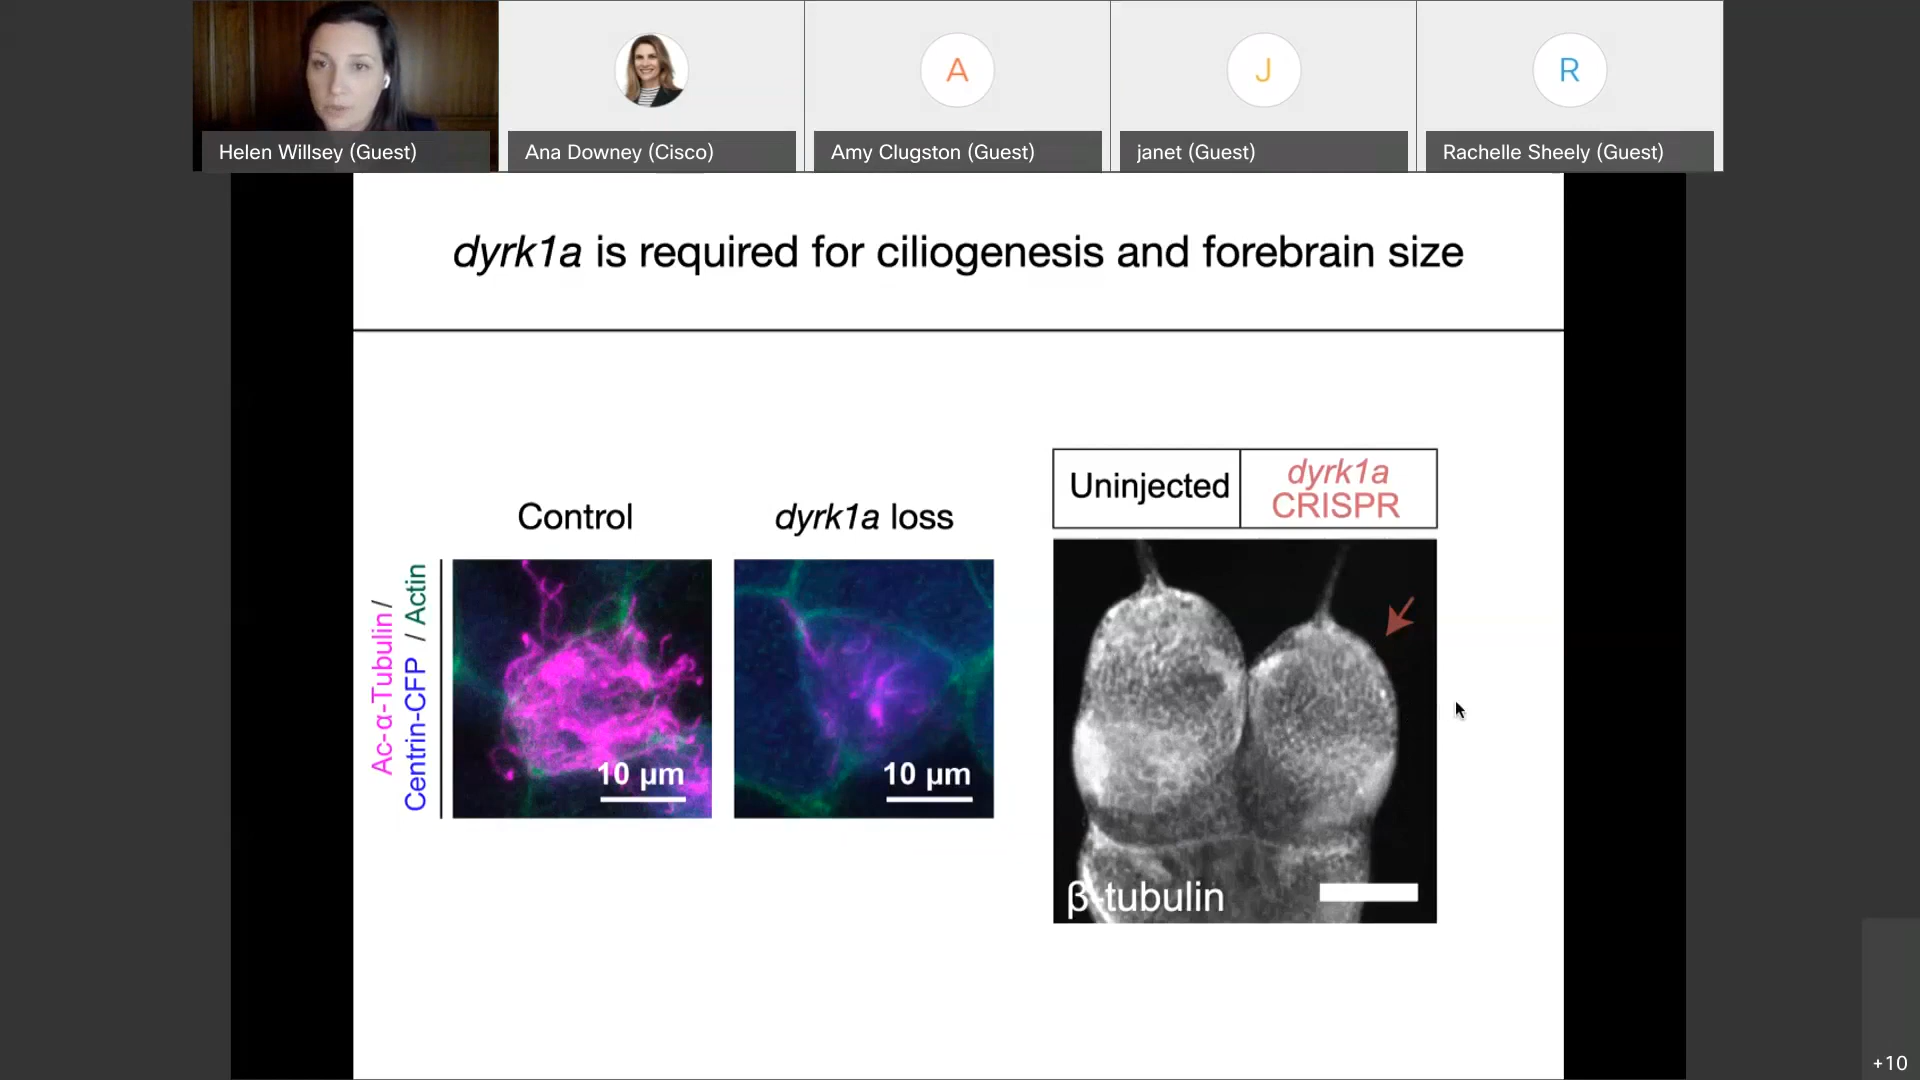 Helen Willsey (Guest)
Ana Downey (Cisco)
A
Amy Clugston (Guest)
J
janet (Guest)
R
Rachelle Sheely (Guest)
dyrk1a is required for ciliogenesis and forebrain size
Ac-α-Tubulin /
Centrin-CFP / Actin
Control
10 µm
dyrk1a loss
10 µm
Uninjected
dyrk1a
CRISPR
β-tubulin
+10